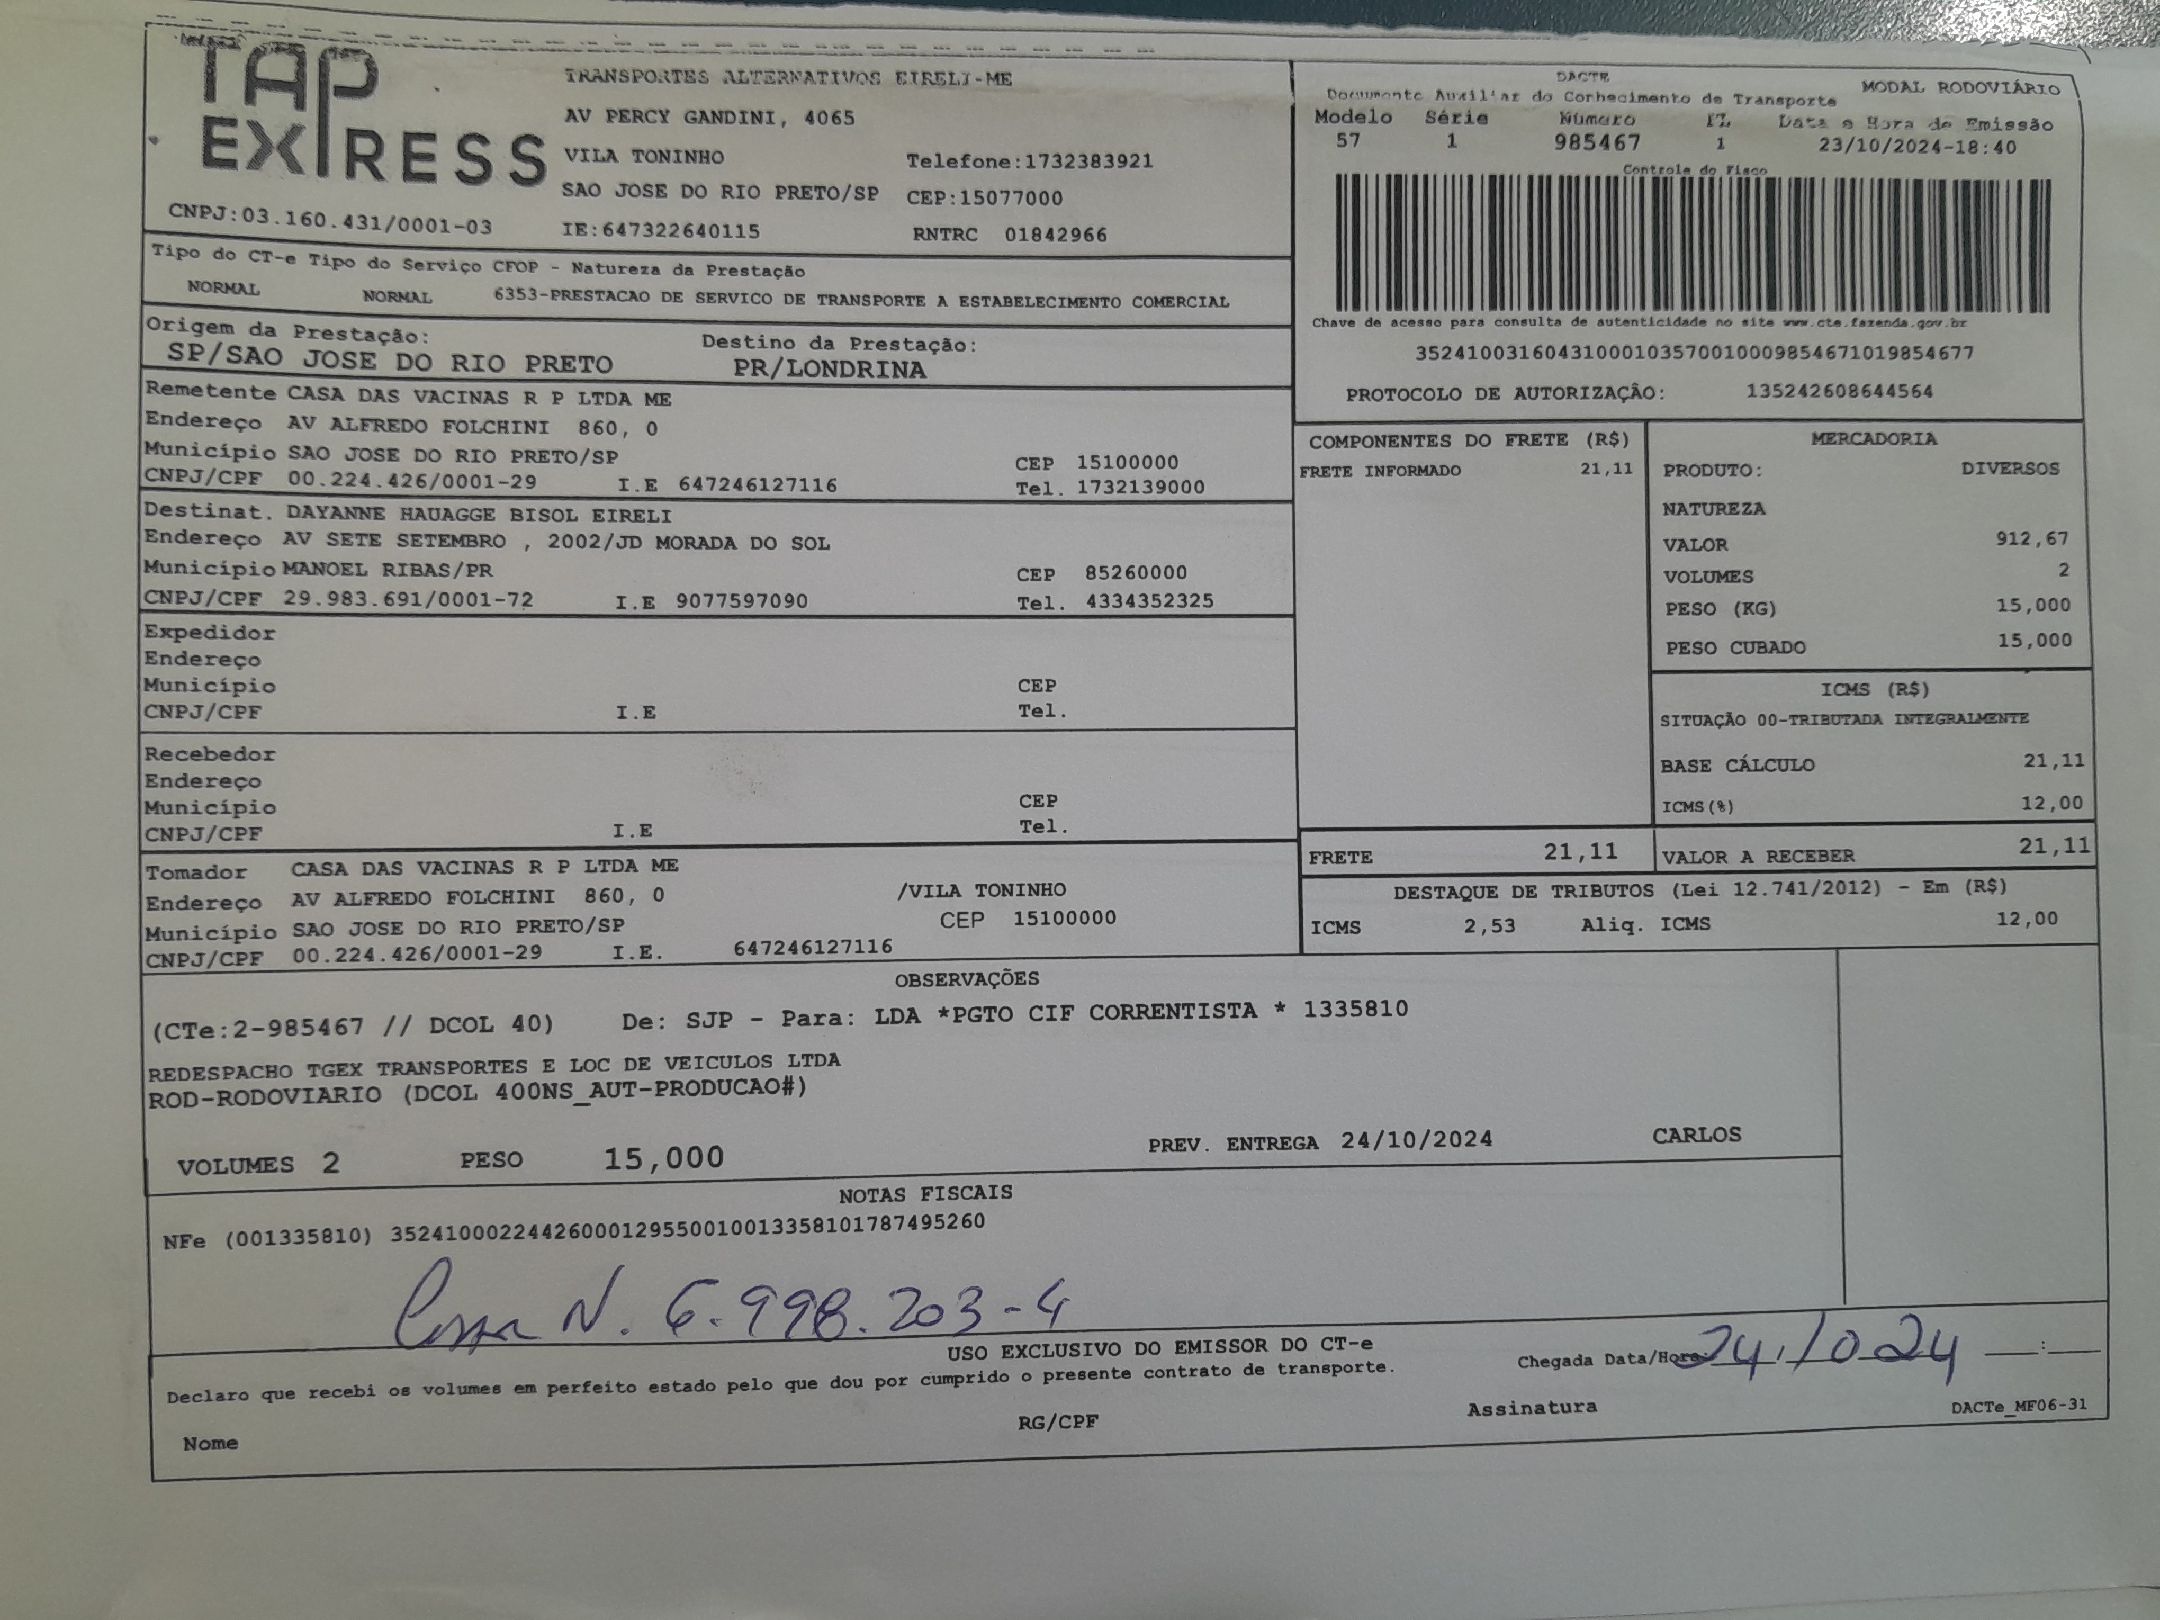 TAP
EXPRESS
TRANSPORTES ALTERNATIVOS EIRELI-ME
AV PERCY GANDINI, 4065
VILA TONINHO Telefone:1732383921
SAO JOSE DO RIO PRETO/SP CEP:15077000
CNPJ:03.160.431/0001-03 IE:647322640115 RNTRC 01842966
DACTE
Documento Auxiliar do Conhecimento de Transporte MODAL RODOVIÁRIO
Modelo Série Número FL Data e Hora de Emissão
57 1 985467 1 23/10/2024-18:40
Controle do Fisco
Chave de acesso para consulta de autenticidade no site www.cte.fazenda.gov.br
35241003160431000103570010009854671019854677
PROTOCOLO DE AUTORIZAÇÃO: 135242608644564
Tipo do CT-e Tipo do Serviço CFOP - Natureza da Prestação
NORMAL NORMAL 6353-PRESTACAO DE SERVICO DE TRANSPORTE A ESTABELECIMENTO COMERCIAL
Origem da Prestação: Destino da Prestação:
SP/SAO JOSE DO RIO PRETO PR/LONDRINA
Remetente CASA DAS VACINAS R P LTDA ME
Endereço AV ALFREDO FOLCHINI 860, 0
Município SAO JOSE DO RIO PRETO/SP CEP 15100000
CNPJ/CPF 00.224.426/0001-29 I.E 647246127116 Tel. 1732139000
Destinat. DAYANNE HAUAGGE BISOL EIRELI
Endereço AV SETE SETEMBRO , 2002/JD MORADA DO SOL
Município MANOEL RIBAS/PR CEP 85260000
CNPJ/CPF 29.983.691/0001-72 I.E 9077597090 Tel. 4334352325
Expedidor
Endereço
Município CEP
CNPJ/CPF I.E Tel.
Recebedor
Endereço
Município CEP
CNPJ/CPF I.E Tel.
Tomador CASA DAS VACINAS R P LTDA ME
Endereço AV ALFREDO FOLCHINI 860, 0 /VILA TONINHO
Município SAO JOSE DO RIO PRETO/SP CEP 15100000
CNPJ/CPF 00.224.426/0001-29 I.E. 647246127116
COMPONENTES DO FRETE (R$)
FRETE INFORMADO 21,11
MERCADORIA
PRODUTO: DIVERSOS
NATUREZA
VALOR 912,67
VOLUMES 2
PESO (KG) 15,000
PESO CUBADO 15,000
ICMS (R$)
SITUAÇÃO 00-TRIBUTADA INTEGRALMENTE
BASE CÁLCULO 21,11
ICMS(%) 12,00
FRETE 21,11 VALOR A RECEBER 21,11
DESTAQUE DE TRIBUTOS (Lei 12.741/2012) - Em (R$)
ICMS 2,53 Aliq. ICMS 12,00
OBSERVAÇÕES
(CTe:2-985467 // DCOL 40) De: SJP - Para: LDA *PGTO CIF CORRENTISTA * 1335810
REDESPACHO TGEX TRANSPORTES E LOC DE VEICULOS LTDA
ROD-RODOVIARIO (DCOL 400NS_AUT-PRODUCAO#)
VOLUMES 2 PESO 15,000 PREV. ENTREGA 24/10/2024 CARLOS
NOTAS FISCAIS
NFe (001335810) 35241000224426000129550010013358101787495260
N. 6.998.203-4
USO EXCLUSIVO DO EMISSOR DO CT-e
Declaro que recebi os volumes em perfeito estado pelo que dou por cumprido o presente contrato de transporte.
Chegada Data/Hora: 24/10 24 :
Nome RG/CPF Assinatura DACTe_MF06-31